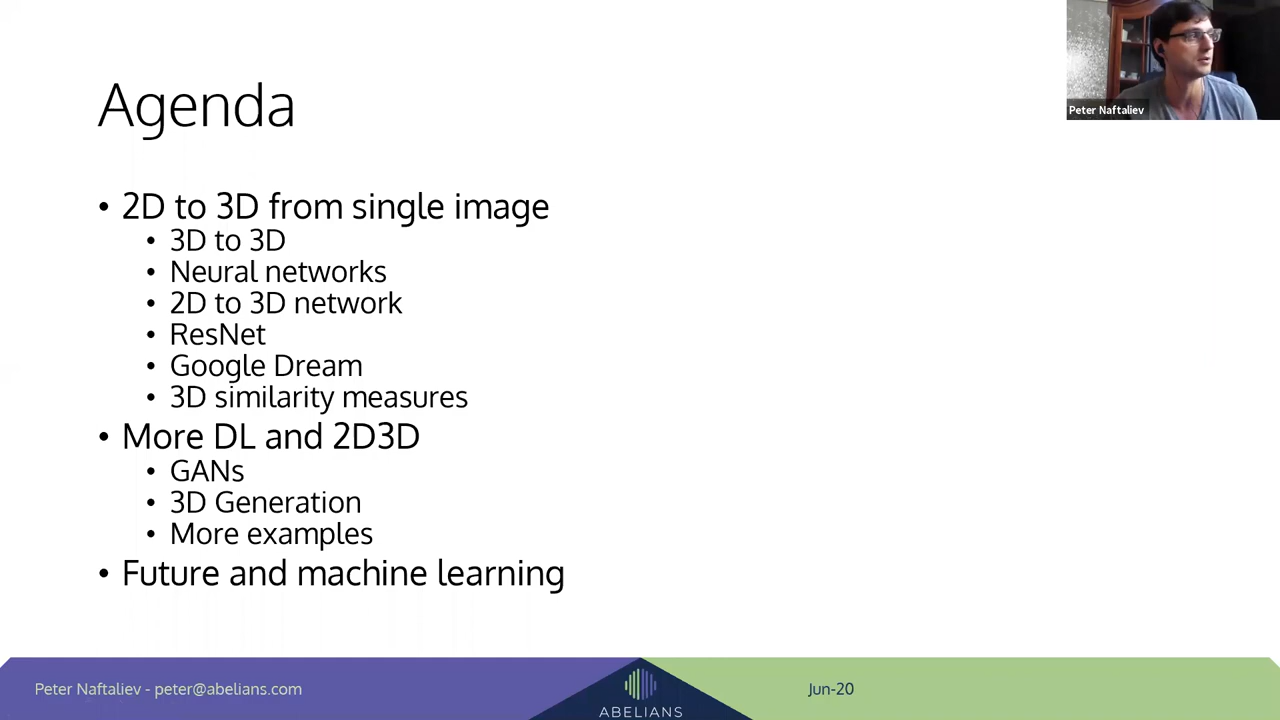 Agenda
Peter Naftaliev
• 2D to 3D from single image
• 3D to 3D
• Neural networks
• 2D to 3D network
• ResNet
• Google Dream
• 3D similarity measures
• More DL and 2D3D
• GANs
• 3D Generation
• More examples
• Future and machine learning
Peter Naftaliev - peter@abelians.com
ABELIANS
Jun-20